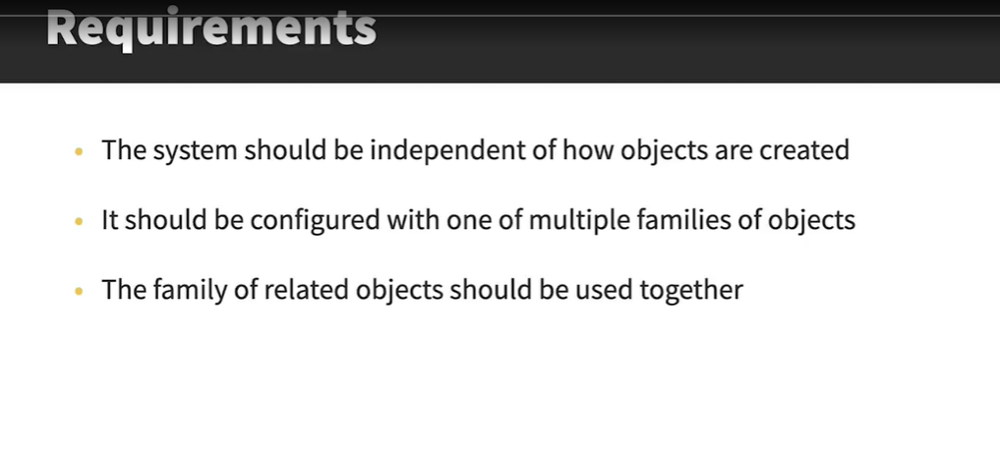 Requirements
• The system should be independent of how objects are created
• It should be configured with one of multiple families of objects
• The family of related objects should be used together